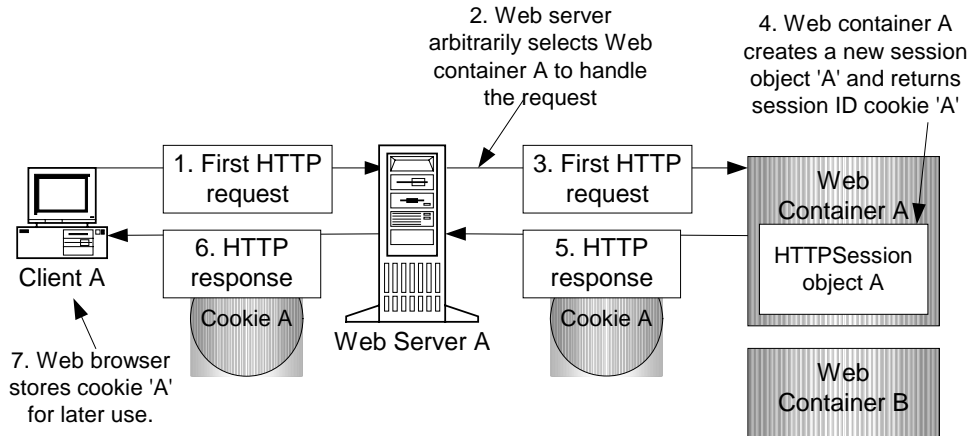 2. Web server
arbitrarily selects Web
container A to handle
the request
4. Web container A
creates a new session
object 'A' and returns
session ID cookie 'A'
1. First HTTP
request
3. First HTTP
request
Web
Container A
HTTPSession
object A
6. HTTP
response
5. HTTP
response
Client A
Cookie A
Web Server A
Cookie A
7. Web browser
stores cookie 'A'
for later use.
Web
Container B